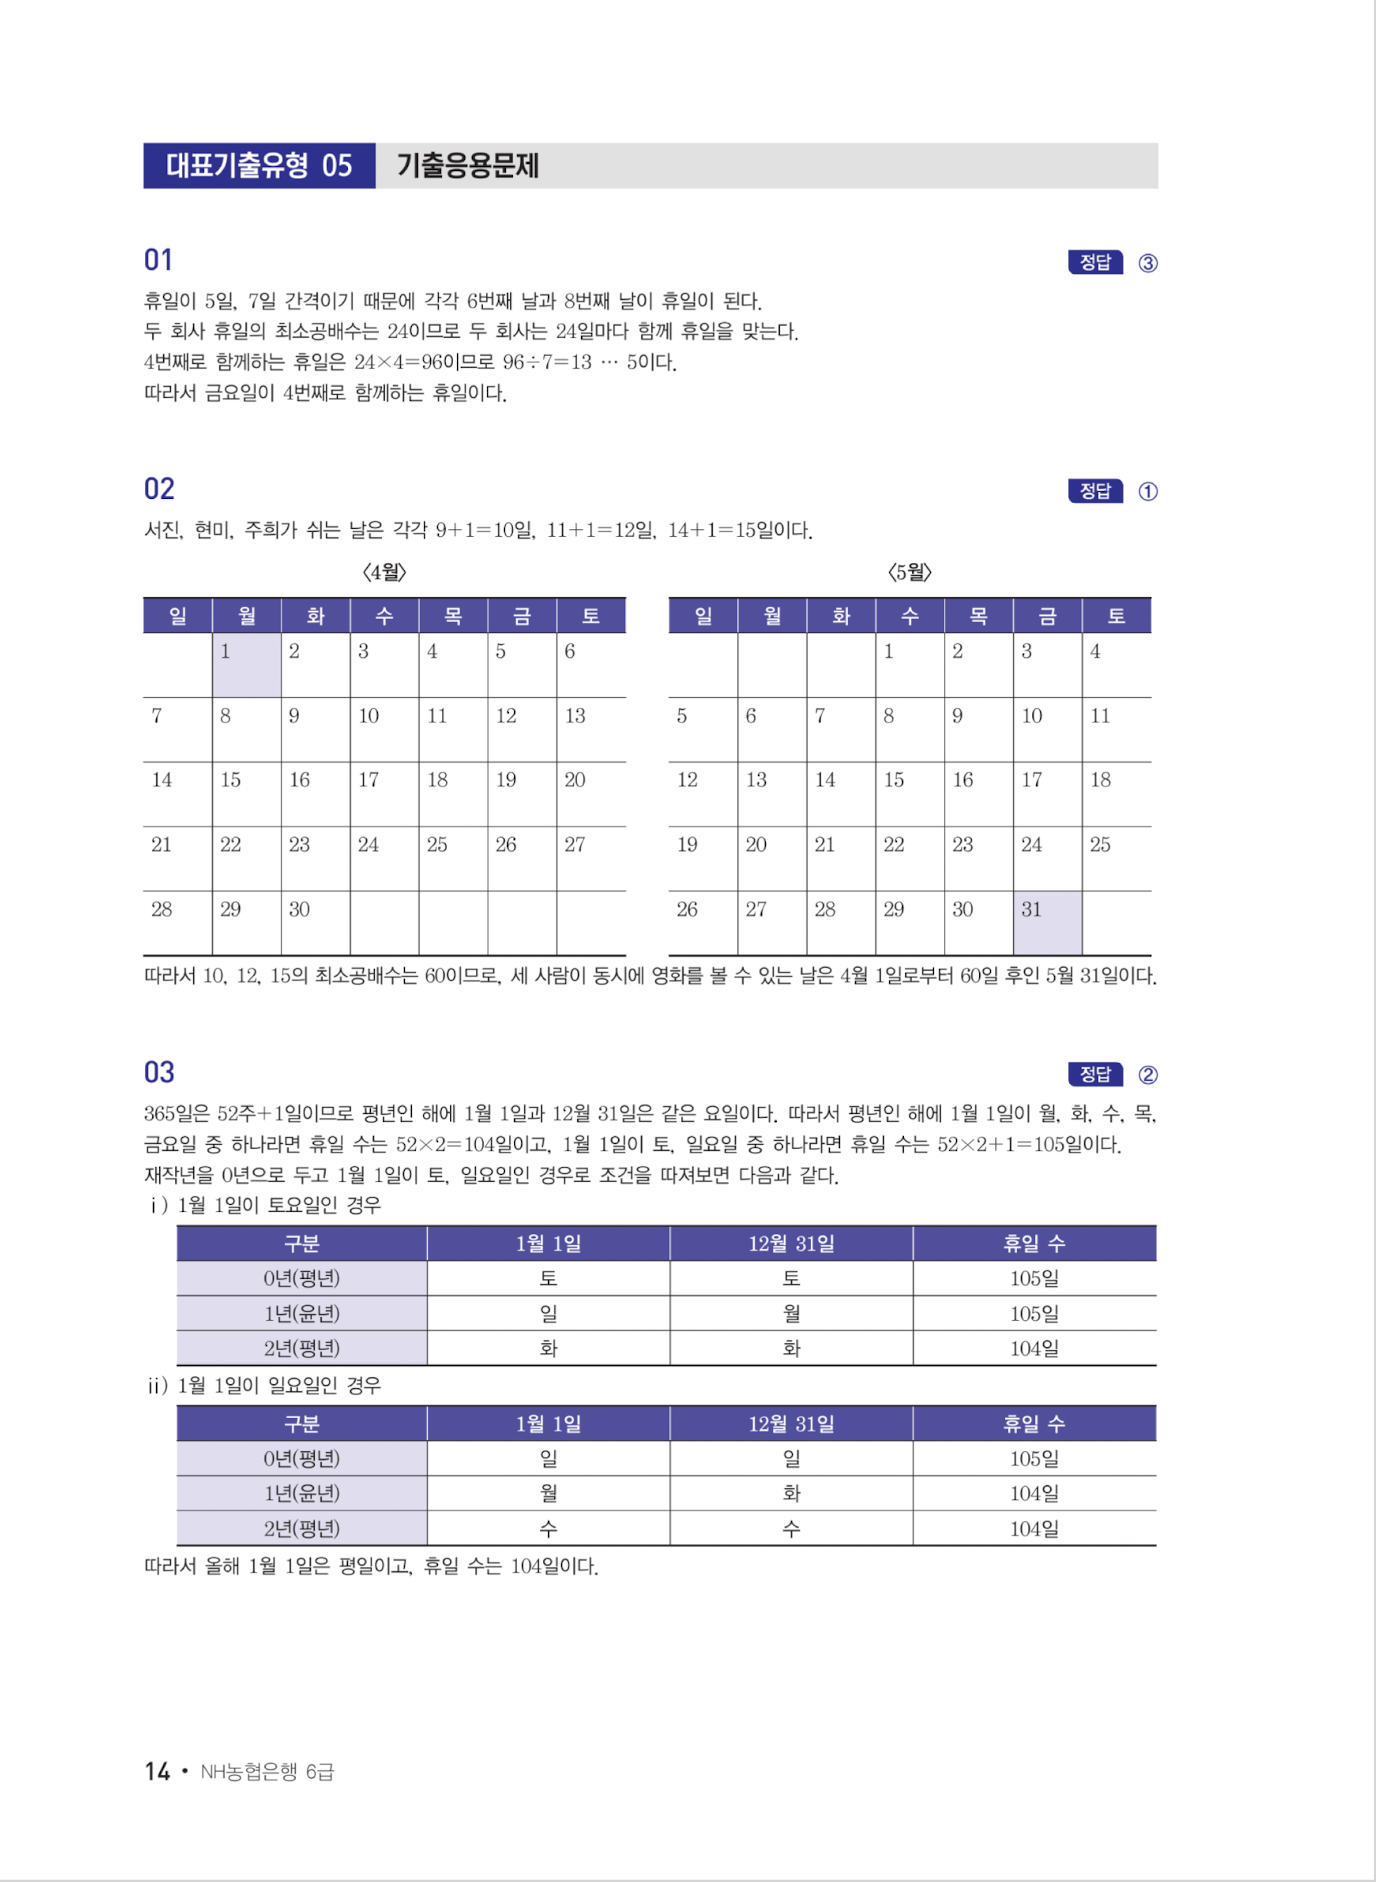 대표기출유형 05 기출응용문제
01 정답 ③
휴일이 5일, 7일 간격이기 때문에 각각 6번째 날과 8번째 날이 휴일이 된다.
두 회사 휴일의 최소공배수는 24이므로 두 회사는 24일마다 함께 휴일을 맞는다.
4번째로 함께하는 휴일은 24×4=96이므로 96÷7=13 … 5이다.
따라서 금요일이 4번째로 함께하는 휴일이다.
02 정답 ①
서진, 현미, 주희가 쉬는 날은 각각 9+1=10일, 11+1=12일, 14+1=15일이다.
〈4월〉
일 월 화 수 목 금 토
1 2 3 4 5 6
7 8 9 10 11 12 13
14 15 16 17 18 19 20
21 22 23 24 25 26 27
28 29 30
〈5월〉
일 월 화 수 목 금 토
1 2 3 4
5 6 7 8 9 10 11
12 13 14 15 16 17 18
19 20 21 22 23 24 25
26 27 28 29 30 31
따라서 10, 12, 15의 최소공배수는 60이므로, 세 사람이 동시에 영화를 볼 수 있는 날은 4월 1일로부터 60일 후인 5월 31일이다.
03 정답 ②
365일은 52주+1일이므로 평년인 해에 1월 1일과 12월 31일은 같은 요일이다. 따라서 평년인 해에 1월 1일이 월, 화, 수, 목,
금요일 중 하나라면 휴일 수는 52×2=104일이고, 1월 1일이 토, 일요일 중 하나라면 휴일 수는 52×2+1=105일이다.
재작년을 0년으로 두고 1월 1일이 토, 일요일인 경우로 조건을 따져보면 다음과 같다.
ⅰ) 1월 1일이 토요일인 경우
구분 1월 1일 12월 31일 휴일 수
0년(평년) 토 토 105일
1년(윤년) 일 월 105일
2년(평년) 화 화 104일
ⅱ) 1월 1일이 일요일인 경우
구분 1월 1일 12월 31일 휴일 수
0년(평년) 일 일 105일
1년(윤년) 월 화 104일
2년(평년) 수 수 104일
따라서 올해 1월 1일은 평일이고, 휴일 수는 104일이다.
14 • NH농협은행 6급